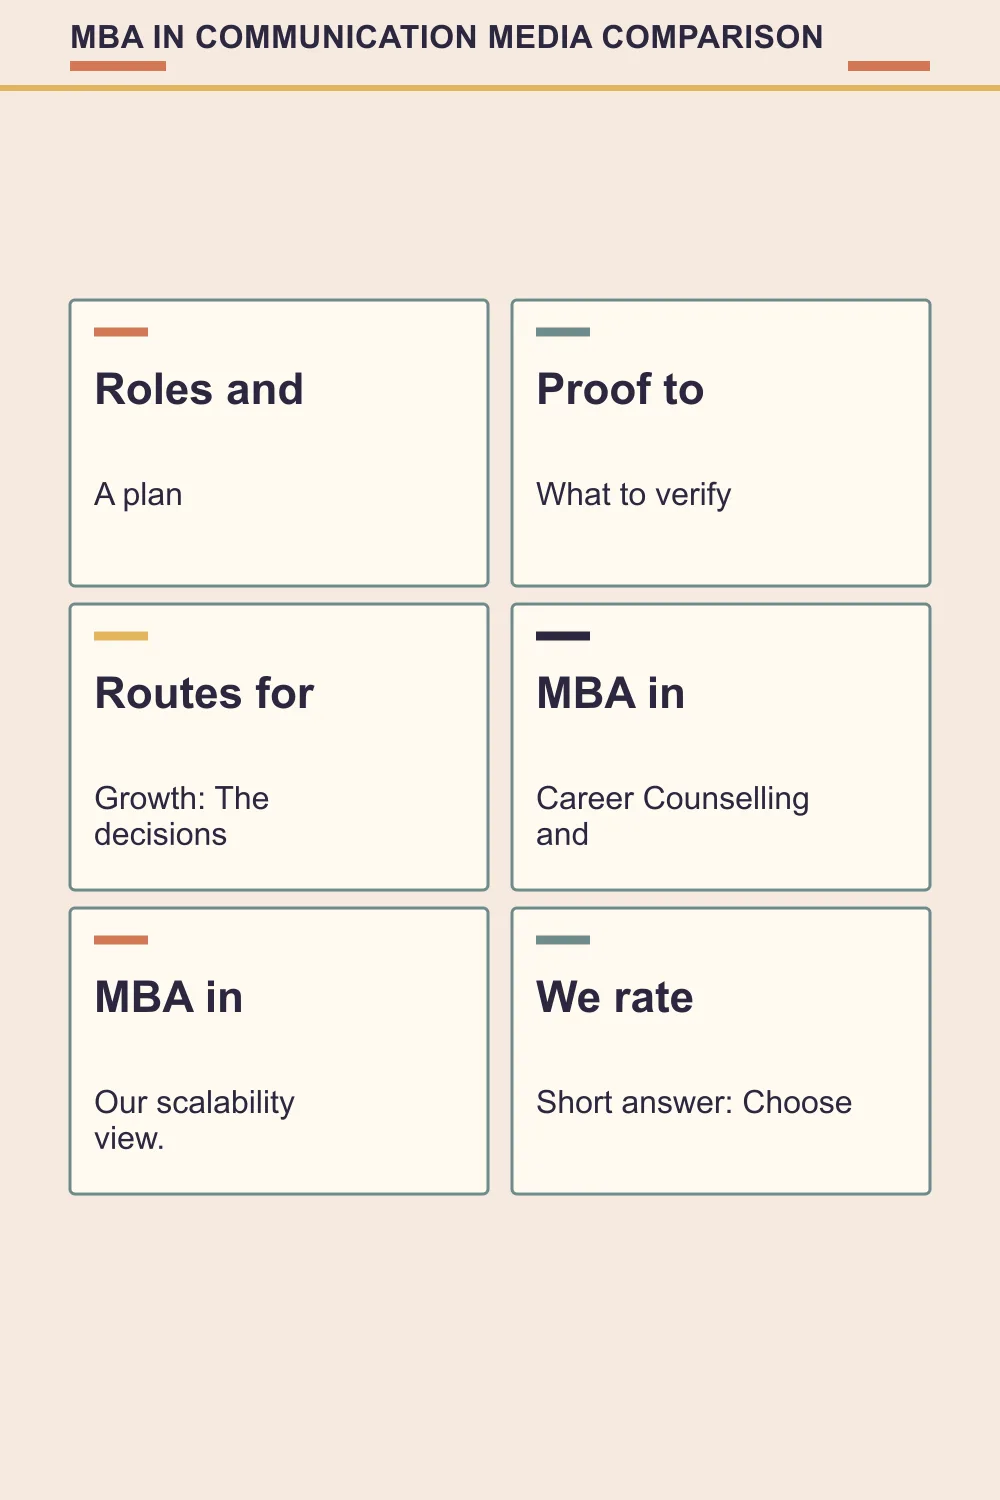 MBA IN COMMUNICATION MEDIA COMPARISON
Roles and
A plan
Proof to
What to verify
Routes for
Growth: The
decisions
MBA in
Career Counselling
and
MBA in
Our scalability
view.
We rate
Short answer: Choose